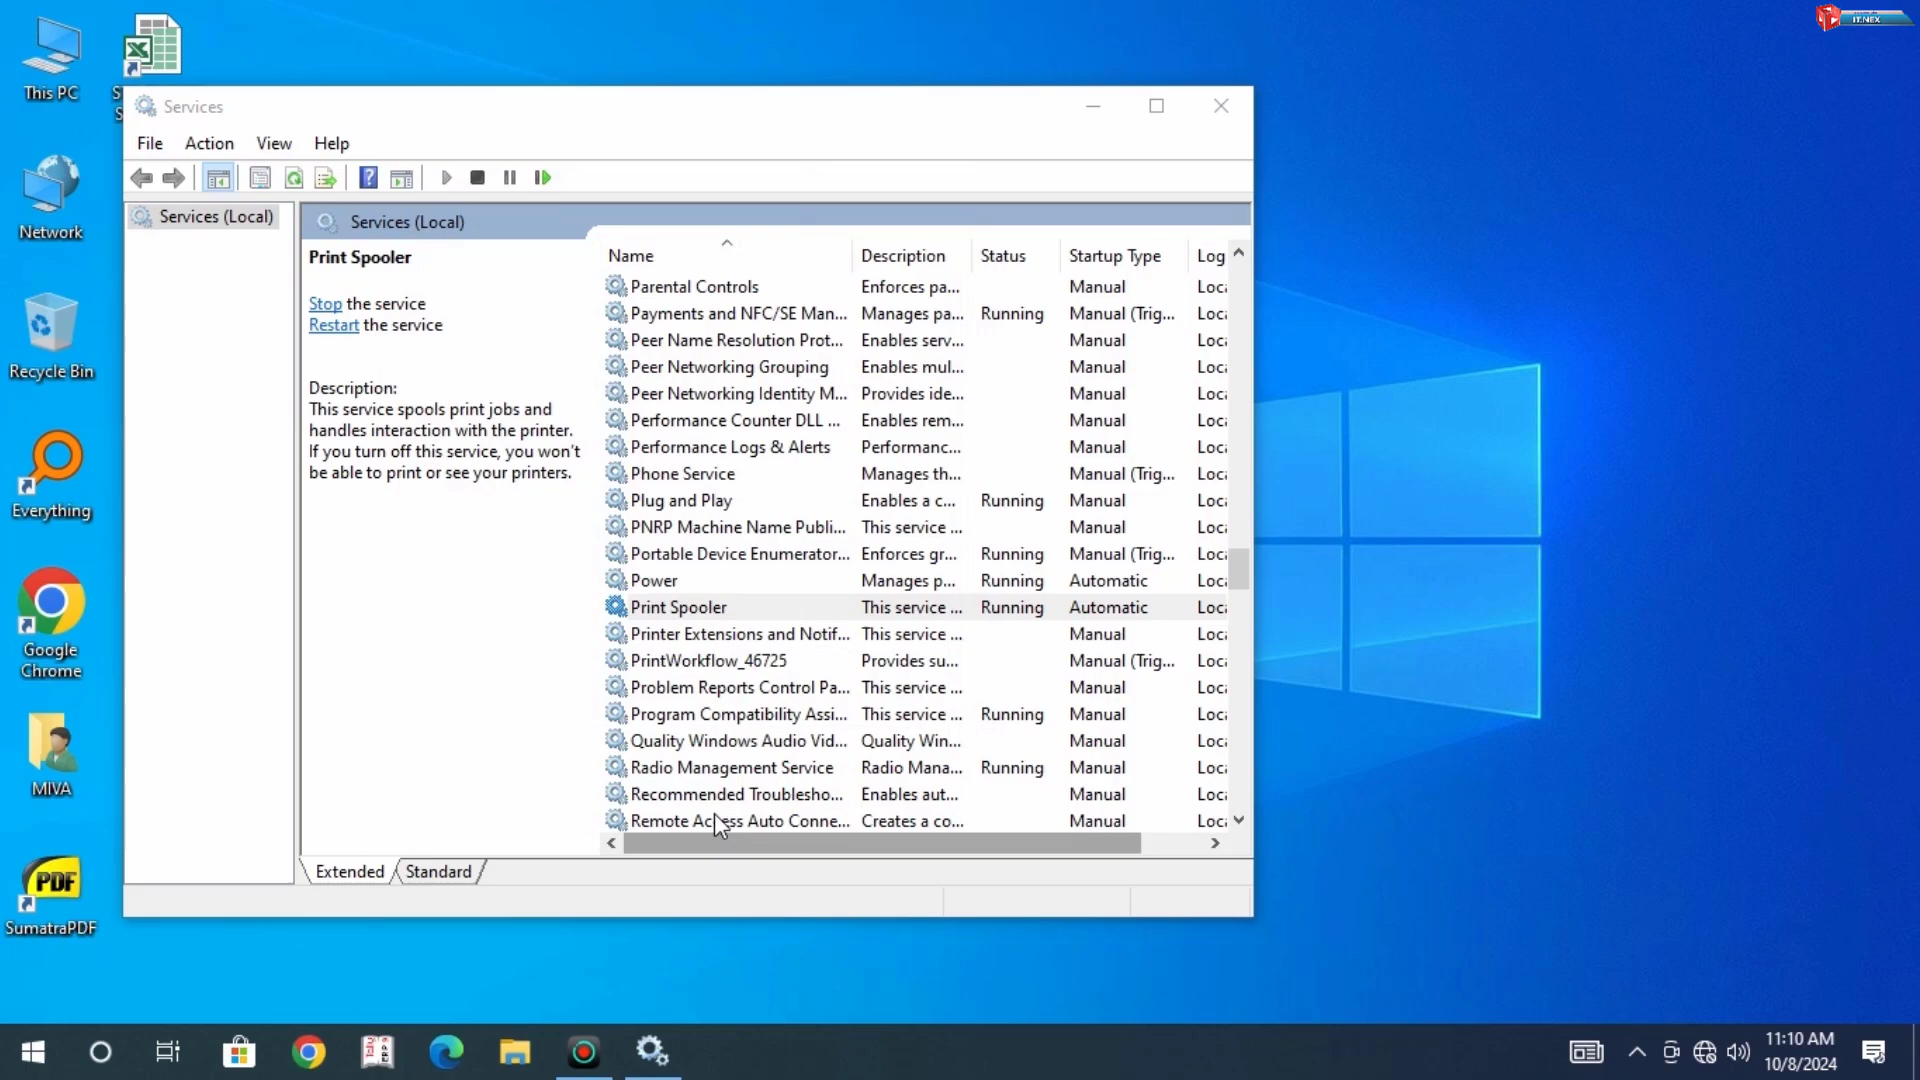 IT.NEX
This PC
Network
Recycle Bin
Everything
Google
Chrome
MIVA
PDF
SumatraPDF
Services
File Action View Help
Services (Local)
Services (Local)
Print Spooler
Stop the service
Restart the service
Description:
This service spools print jobs and
handles interaction with the printer.
If you turn off this service, you won't
be able to print or see your printers.
Name Description Status Startup Type Log
Parental Controls Enforces pa... Manual Loca
Payments and NFC/SE Man... Manages pa... Running Manual (Trig... Loca
Peer Name Resolution Prot... Enables serv... Manual Loca
Peer Networking Grouping Enables mul... Manual Loca
Peer Networking Identity M... Provides ide... Manual Loca
Performance Counter DLL ... Enables rem... Manual Loca
Performance Logs & Alerts Performanc... Manual Loca
Phone Service Manages th... Manual (Trig... Loca
Plug and Play Enables a c... Running Manual Loca
PNRP Machine Name Publi... This service ... Manual Loca
Portable Device Enumerator... Enforces gr... Running Manual (Trig... Loca
Power Manages p... Running Automatic Loca
Print Spooler This service ... Running Automatic Loca
Printer Extensions and Notif... This service ... Manual Loca
PrintWorkflow_46725 Provides su... Manual (Trig... Loca
Problem Reports Control Pa... This service ... Manual Loca
Program Compatibility Assi... This service ... Running Manual Loca
Quality Windows Audio Vid... Quality Win... Manual Loca
Radio Management Service Radio Mana... Running Manual Loca
Recommended Troublesho... Enables aut... Manual Loca
Remote Access Auto Conne... Creates a co... Manual Loca
Extended Standard
11:10 AM
10/8/2024